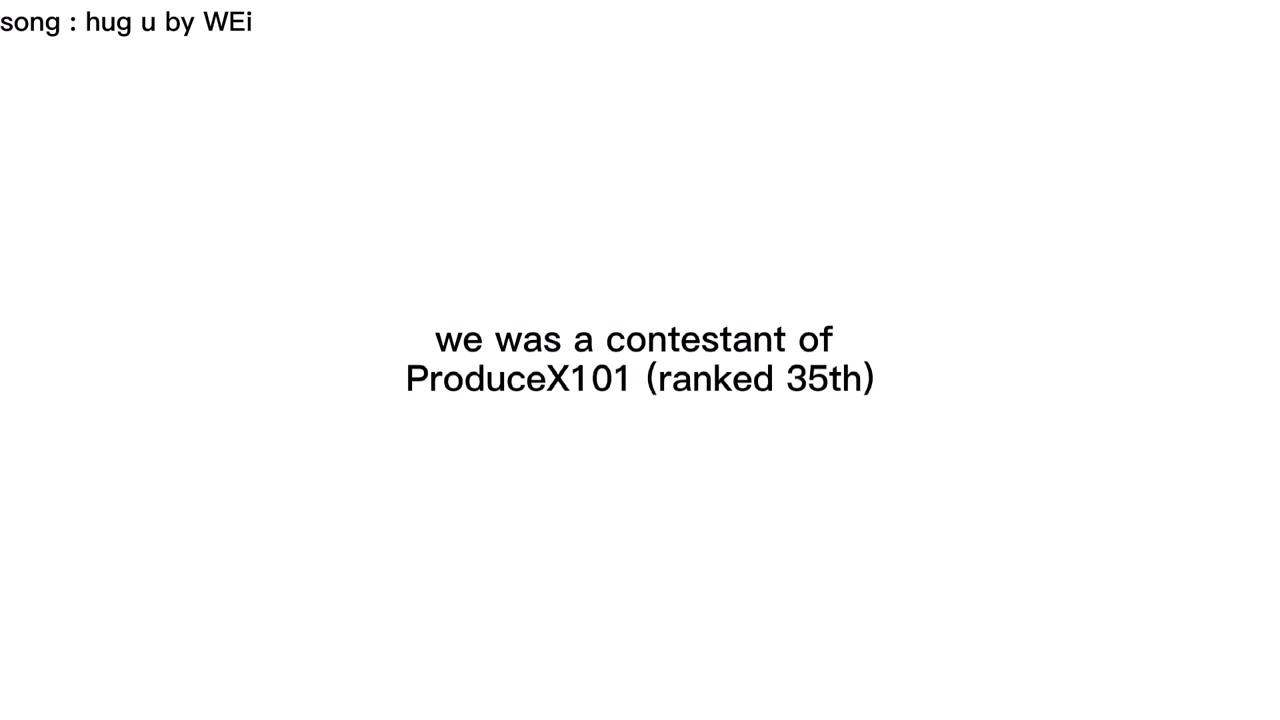 song : hug u by WEi
we was a contestant of
ProduceX101 (ranked 35th)